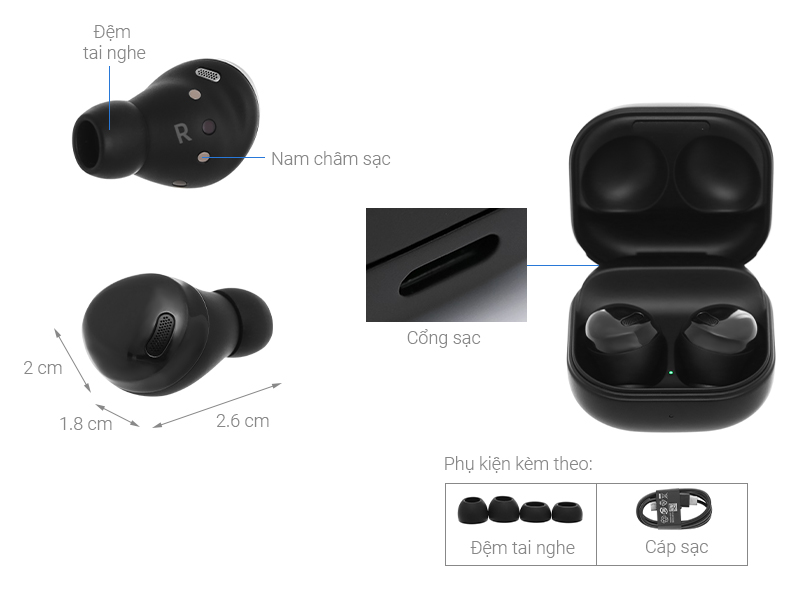 Đệm
tai nghe
R
Nam châm sạc
Cổng sạc
2 cm
1.8 cm
2.6 cm
Phụ kiện kèm theo:
Đệm tai nghe
Cáp sạc